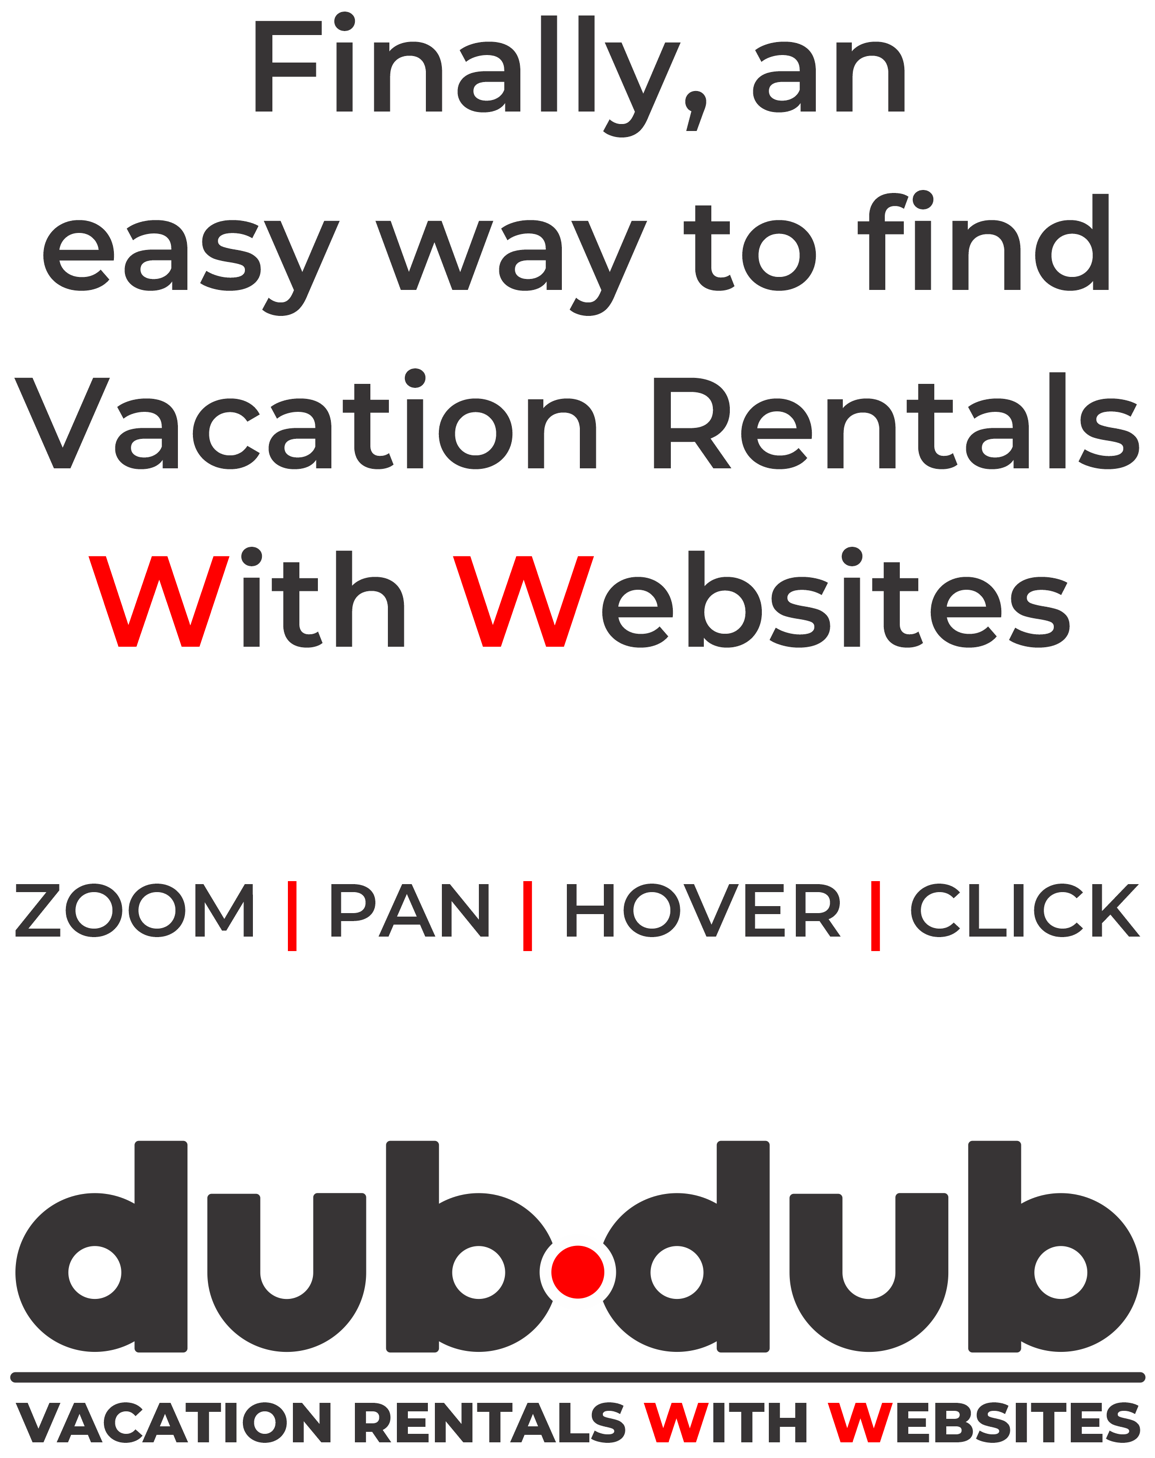 Finally, an
easy way to find
Vacation Rentals
With Websites
ZOOM | PAN | HOVER | CLICK
dub•dub
VACATION RENTALS WITH WEBSITES